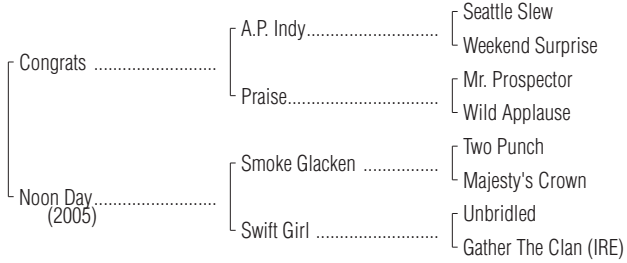 Seattle Slew
A.P. Indy
Weekend Surprise
Congrats
Mr. Prospector
Praise
Wild Applause
Two Punch
Smoke Glacken
Majesty's Crown
Noon Day
(2005)
Unbridled
Swift Girl
Gather The Clan (IRE)